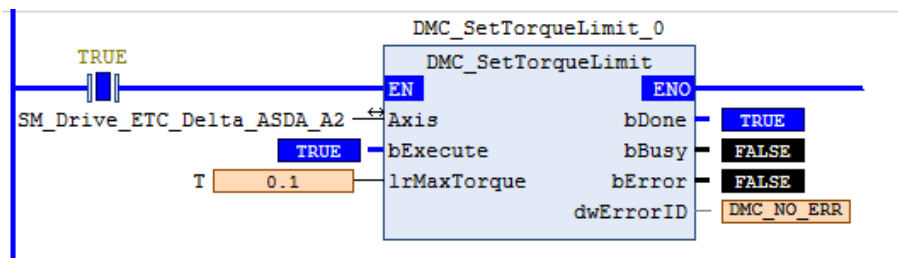 DMC_SetTorqueLimit_0
TRUE
DMC_SetTorqueLimit
EN ENO
SM_Drive_ETC_Delta_ASDA_A2 Axis bDone TRUE
TRUE bExecute bBusy FALSE
T 0.1 lrMaxTorque bError FALSE
dwErrorID DMC_NO_ERR